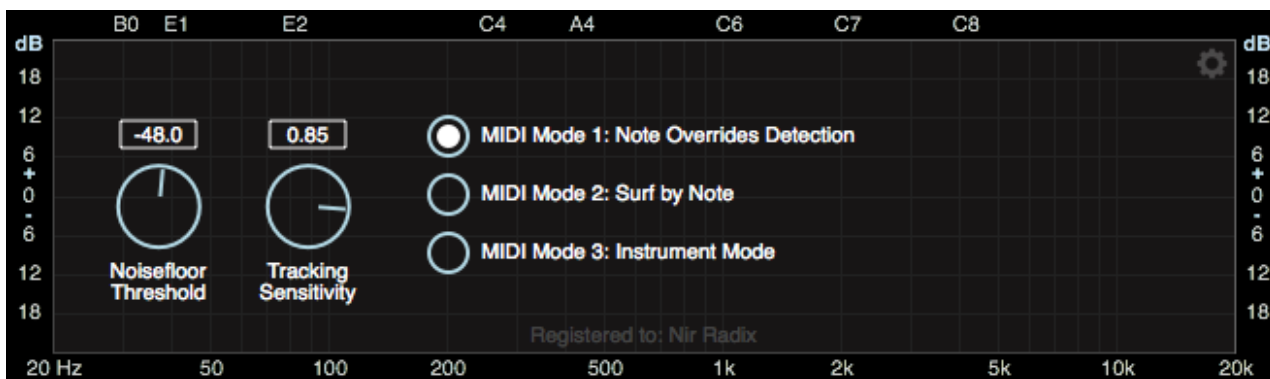 B0 E1 E2 C4 A4 C6 C7 C8
dB dB
18 18
12 12
-48.0 0.85 MIDI Mode 1: Note Overrides Detection
6 6
+ +
0 MIDI Mode 2: Surf by Note 0
- -
6 6
MIDI Mode 3: Instrument Mode
12 Noisefloor Tracking 12
Threshold Sensitivity
18 18
Registered to: Nir Radix
20 Hz 50 100 200 500 1k 2k 5k 10k 20k